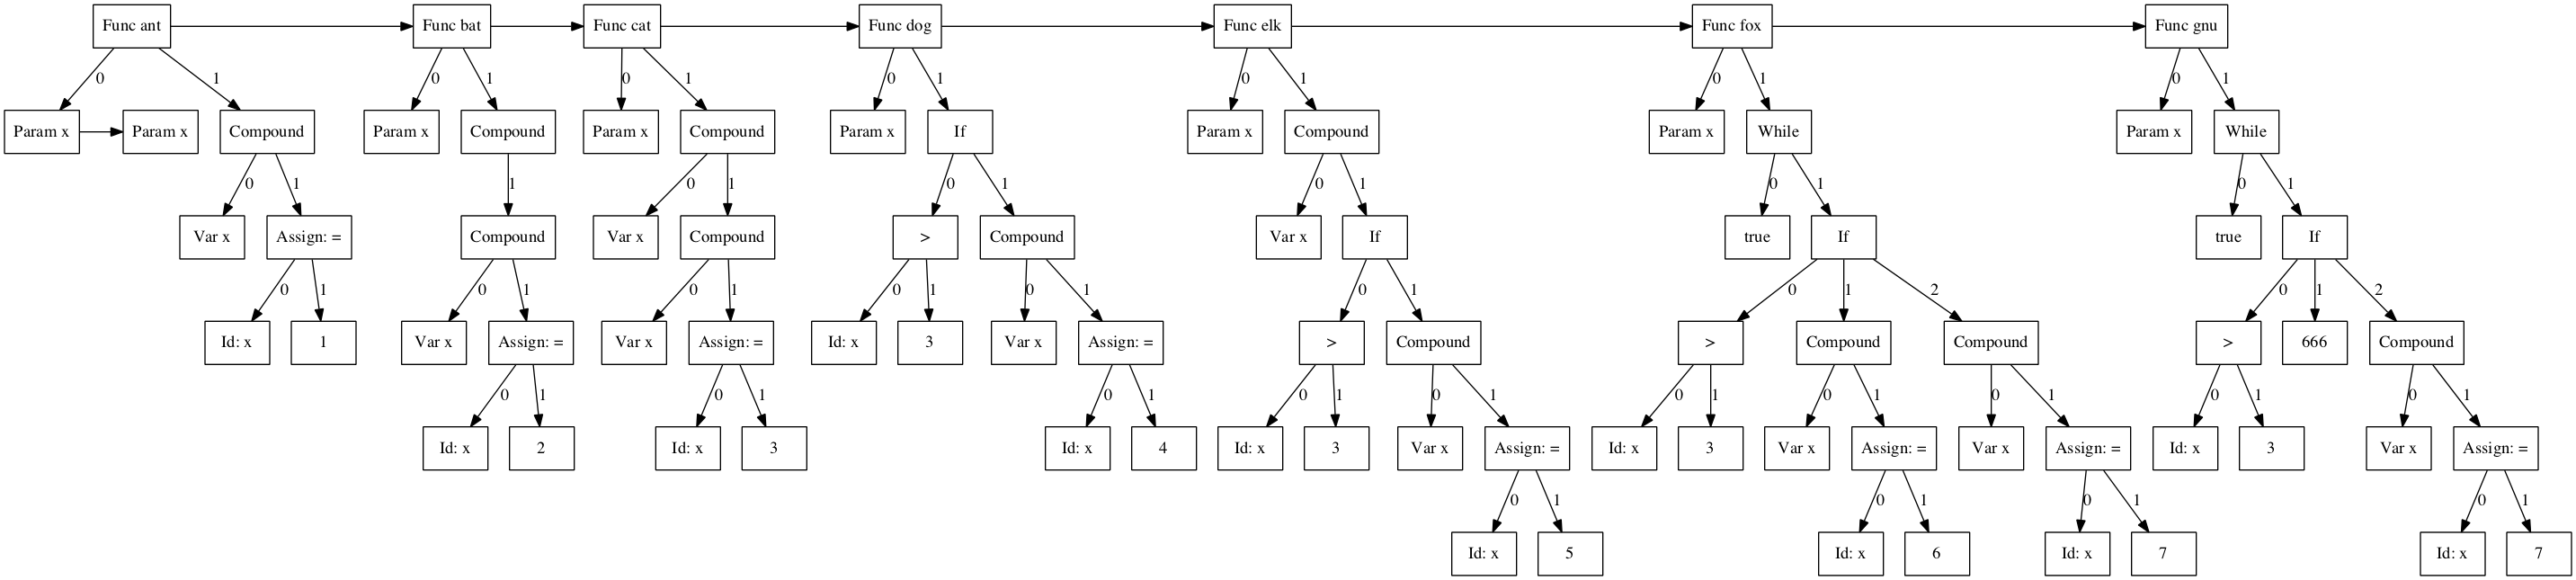 Func ant
Func bat
Func cat
Func dog
Func elk
Func fox
Func gnu
0
1
0
1
0
1
0
1
0
1
0
1
0
1
Param x
Param x
Compound
Param x
Compound
Param x
Compound
Param x
If
Param x
Compound
Param x
While
Param x
While
0
1
1
0
1
0
1
0
1
0
1
0
1
Var x
Assign: =
Compound
Var x
Compound
>
Compound
Var x
If
true
If
true
If
0
1
0
1
0
1
0
1
0
1
0
1
0
1
2
0
1
2
Id: x
1
Var x
Assign: =
Var x
Assign: =
Id: x
3
Var x
Assign: =
>
Compound
>
Compound
Compound
>
666
Compound
0
1
0
1
0
1
0
1
0
1
0
1
0
1
0
1
0
1
0
1
Id: x
2
Id: x
3
Id: x
4
Id: x
3
Var x
Assign: =
Id: x
3
Var x
Assign: =
Var x
Assign: =
Id: x
3
Var x
Assign: =
0
1
0
1
0
1
0
1
Id: x
5
Id: x
6
Id: x
7
Id: x
7